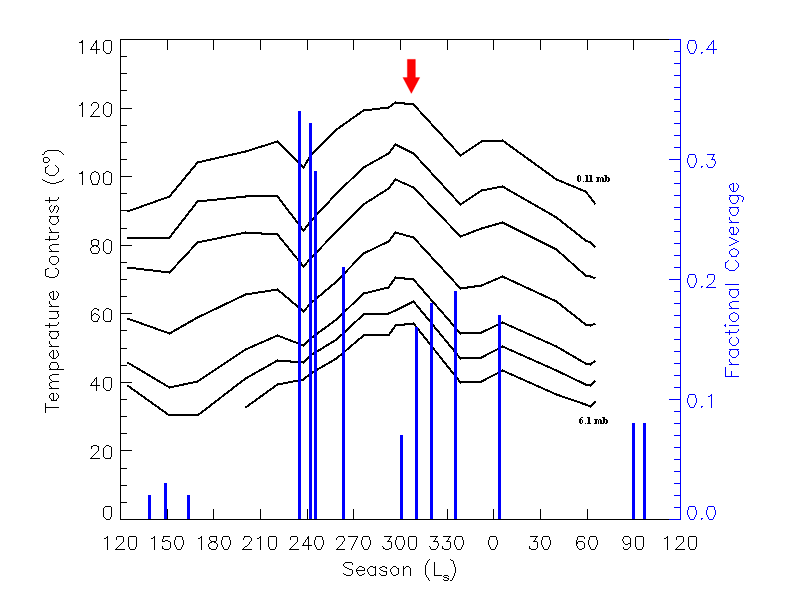 140
120
100
80
60
40
20
0
Temperature Contrast (C°)
0.4
0.3
0.2
0.1
0.0
Fractional Coverage
0.11 mb
6.1 mb
120 150 180 210 240 270 300 330 0 30 60 90 120
Season (Ls)